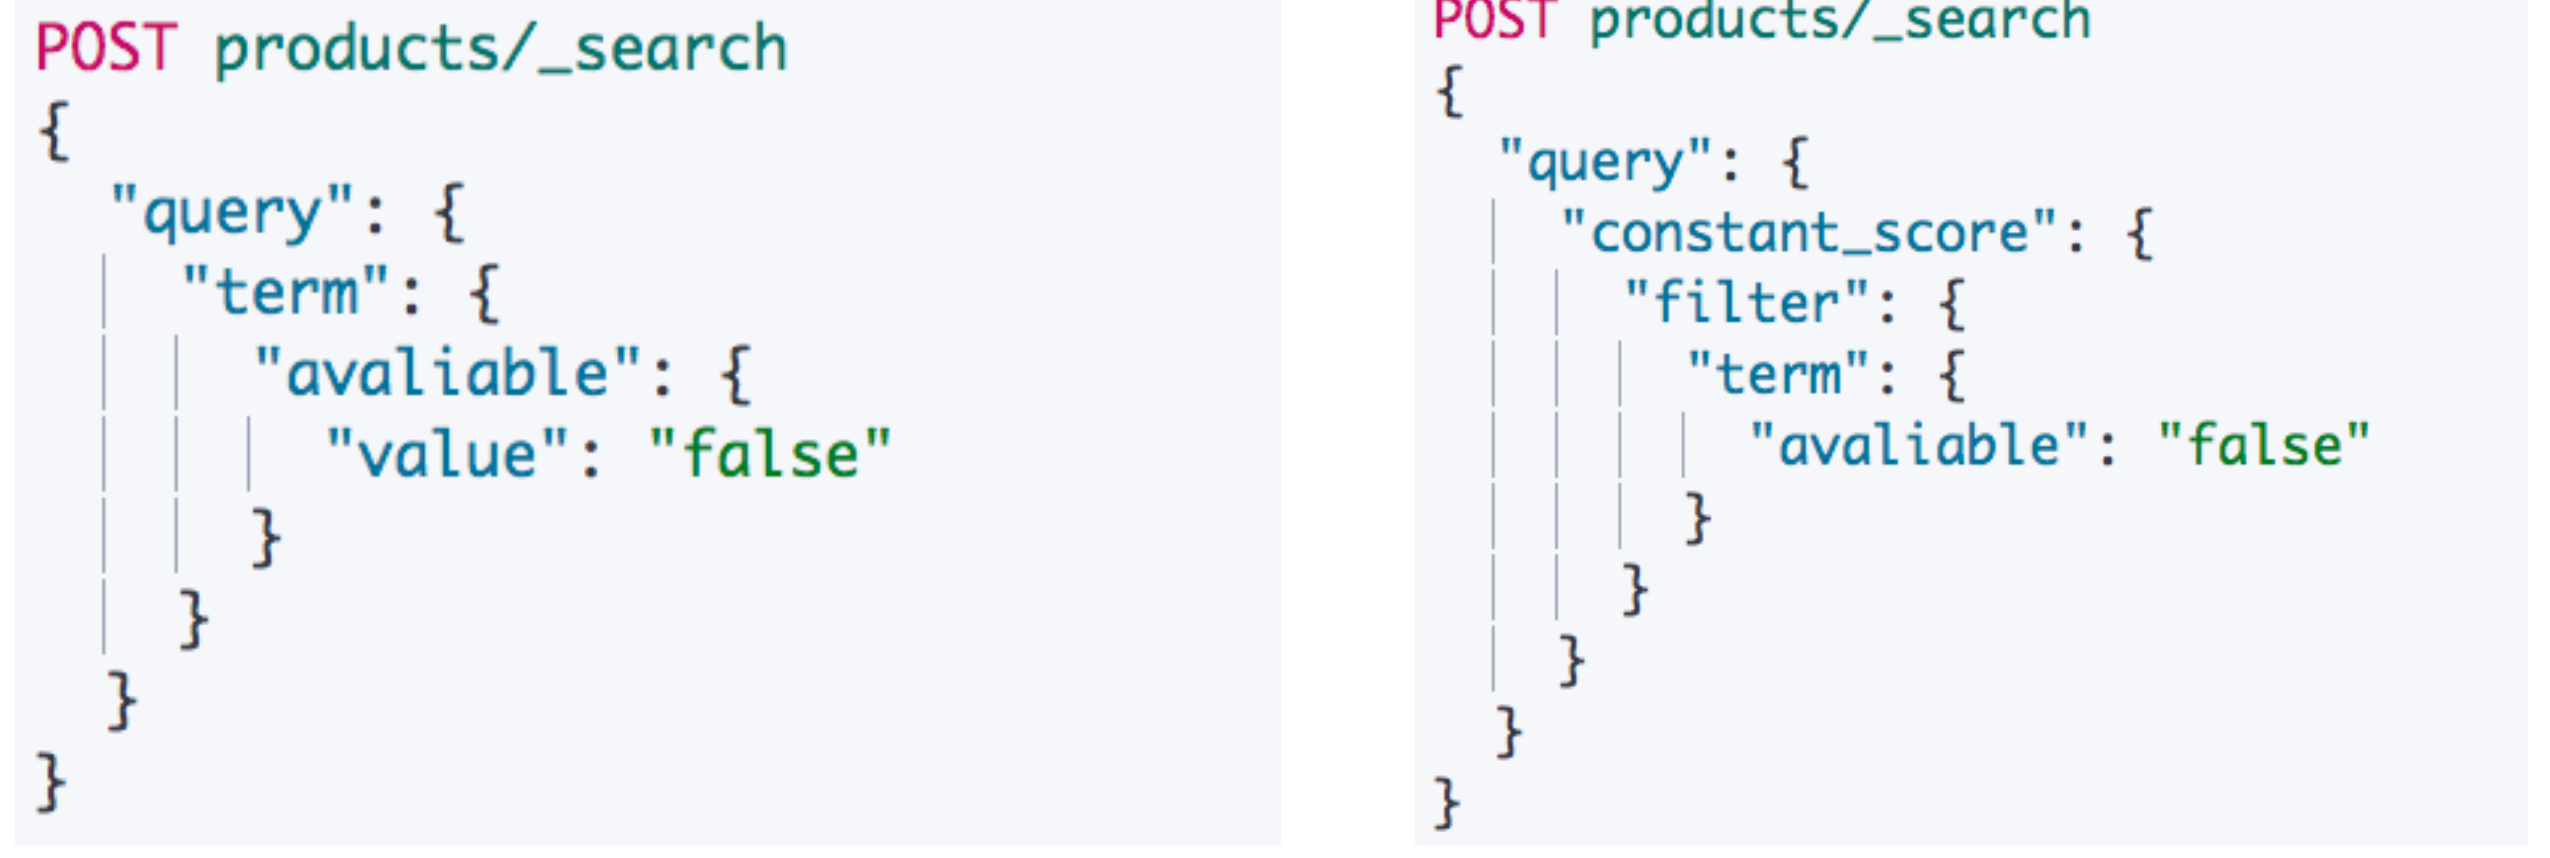 POST products/_search
{
  "query": {
    "term": {
      "avaliable": {
        "value": "false"
      }
    }
  }
}
POST products/_search
{
  "query": {
    "constant_score": {
      "filter": {
        "term": {
          "avaliable": "false"
        }
      }
    }
  }
}